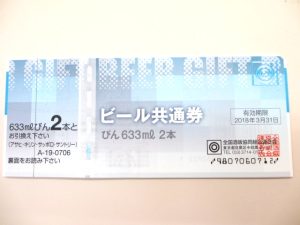 BEER GIFT
633mlびん2本と
お引換え下さい
(アサヒ・キリン・サッポロ・サントリー)
A-19-0706
裏面をお読み下さい
ビール共通券
びん 633ml 2本
有効期限
2018年3月31日
全国酒販協同組合連合会